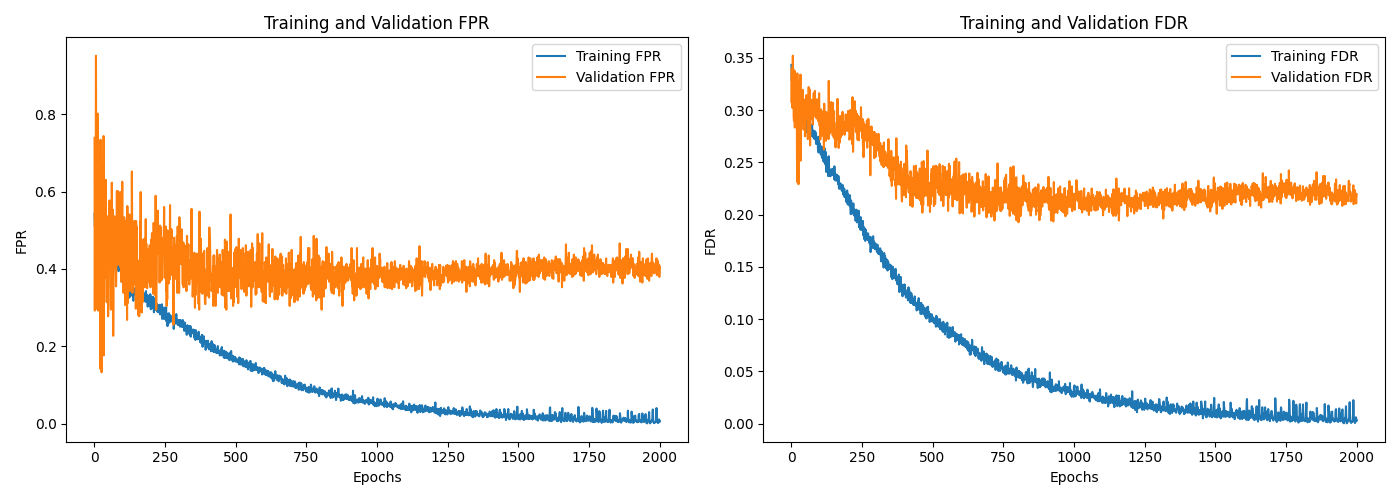 Training and Validation FPR
Training FPR
Validation FPR
FPR
0.8
0.6
0.4
0.2
0.0
0 250 500 750 1000 1250 1500 1750 2000
Epochs
Training and Validation FDR
Training FDR
Validation FDR
FDR
0.35
0.30
0.25
0.20
0.15
0.10
0.05
0.00
0 250 500 750 1000 1250 1500 1750 2000
Epochs